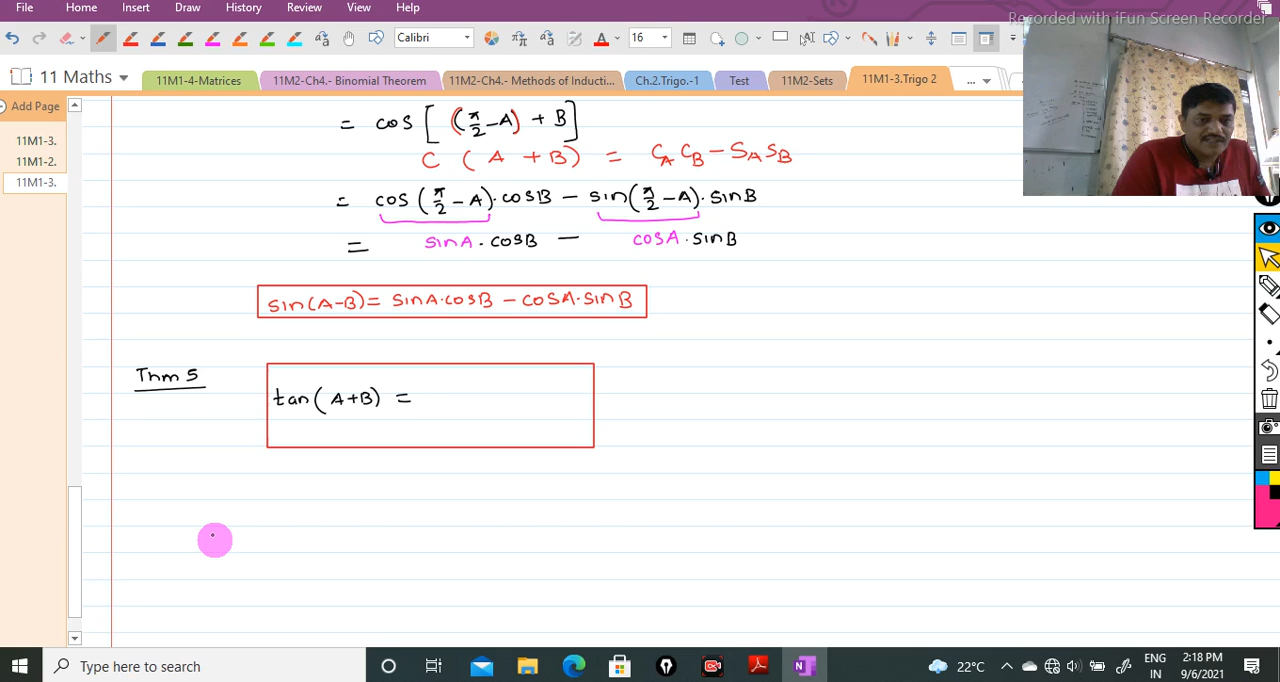 File Home Insert Draw History Review View Help
Recorded with iFun Screen Recorder
Calibri 16
11 Maths 11M1-4-Matrices 11M2-Ch4.- Binomial Theorem 11M2-Ch4.- Methods of Inducti... Ch.2.Trigo.-1 Test 11M2-Sets 11M1-3.Trigo 2 ...
Add Page
11M1-3.
11M1-2.
11M1-3.
= cos [ (π/2 - A) + B ]
C ( A + B ) = C_A C_B - S_A S_B
= cos (π/2 - A) · cosB - sin(π/2 - A) · sinB
= sinA · cosB - cosA · sinB
sin(A-B) = sinA·cosB - cosA·sinB
Thm 5
tan( A+B) =
Type here to search
22°C
ENG
IN
2:18 PM
9/6/2021